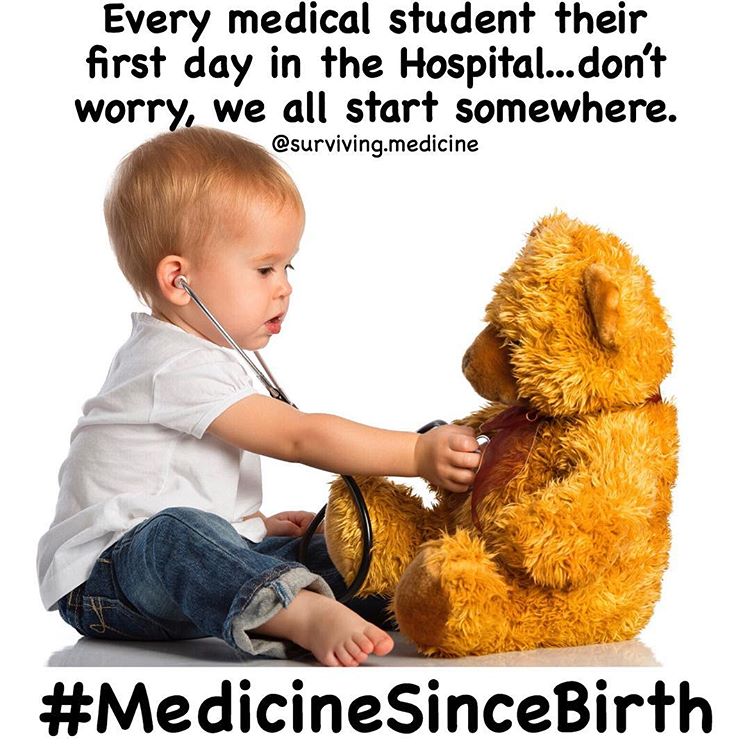 Every medical student their
first day in the Hospital...don't
worry, we all start somewhere.
@surviving.medicine
#MedicineSinceBirth